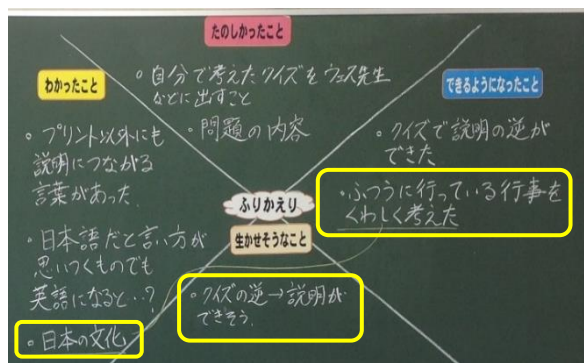 たのしかったこと
・自分で考えたクイズをウェス先生
などに出すこと
・問題の内容
わかったこと
・プリント以外にも
説明につながる
言葉があった.
・日本語だと言い方が
思いつくものでも
英語になると…?
・日本の文化
できるようになったこと
・クイズで説明の逆が
できた
・ふつうに行っている行事を
くわしく考えた
ふりかえり
生かせそうなこと
・クイズの逆→説明が
できそう.